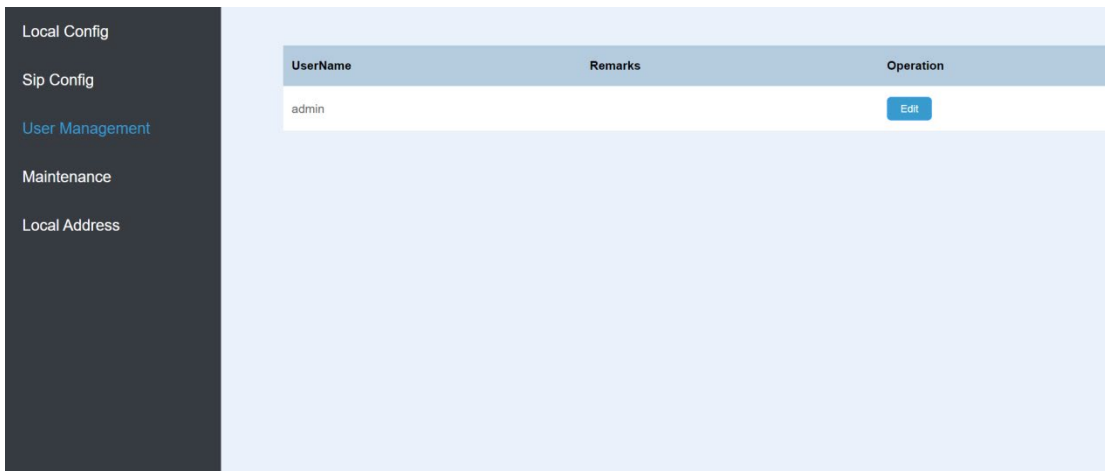 Local Config
Sip Config
User Management
Maintenance
Local Address
UserName Remarks Operation
admin Edit